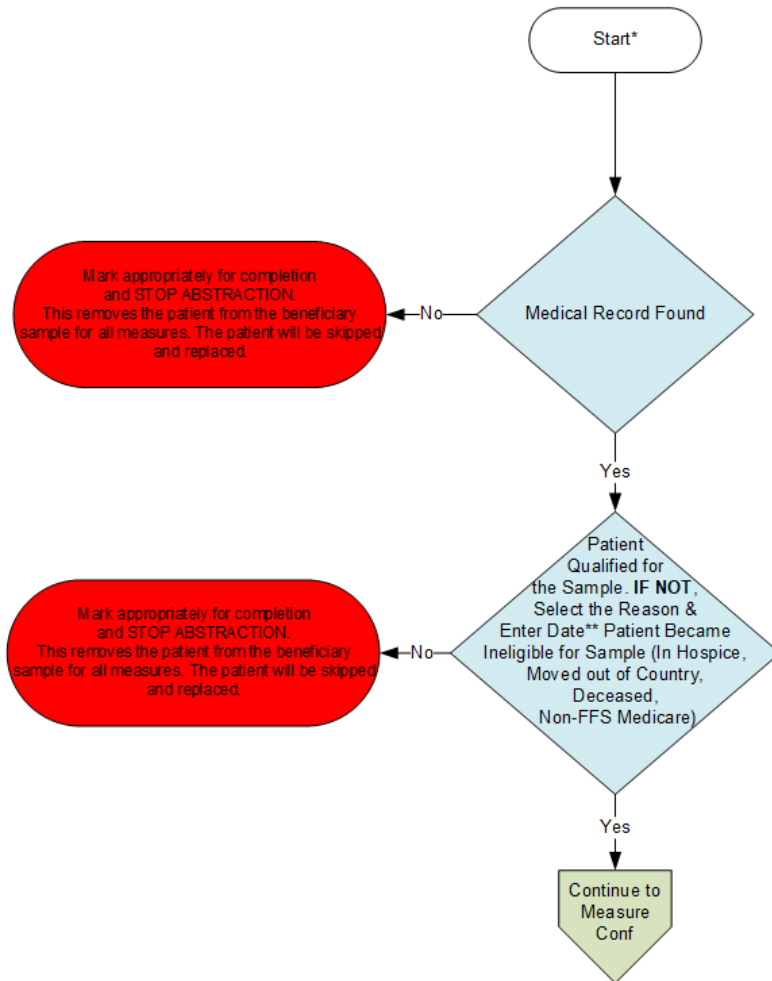 Start*
Medical Record Found
No
Mark appropriately for completion
and STOP ABSTRACTION.
This removes the patient from the beneficiary
sample for all measures. The patient will be skipped
and replaced.
Yes
Patient
Qualified for
the Sample. IF NOT,
Select the Reason &
Enter Date** Patient Became
Ineligible for Sample (In Hospice,
Moved out of Country,
Deceased,
Non-FFS Medicare)
No
Mark appropriately for completion
and STOP ABSTRACTION.
This removes the patient from the beneficiary
sample for all measures. The patient will be skipped
and replaced.
Yes
Continue to
Measure
Conf